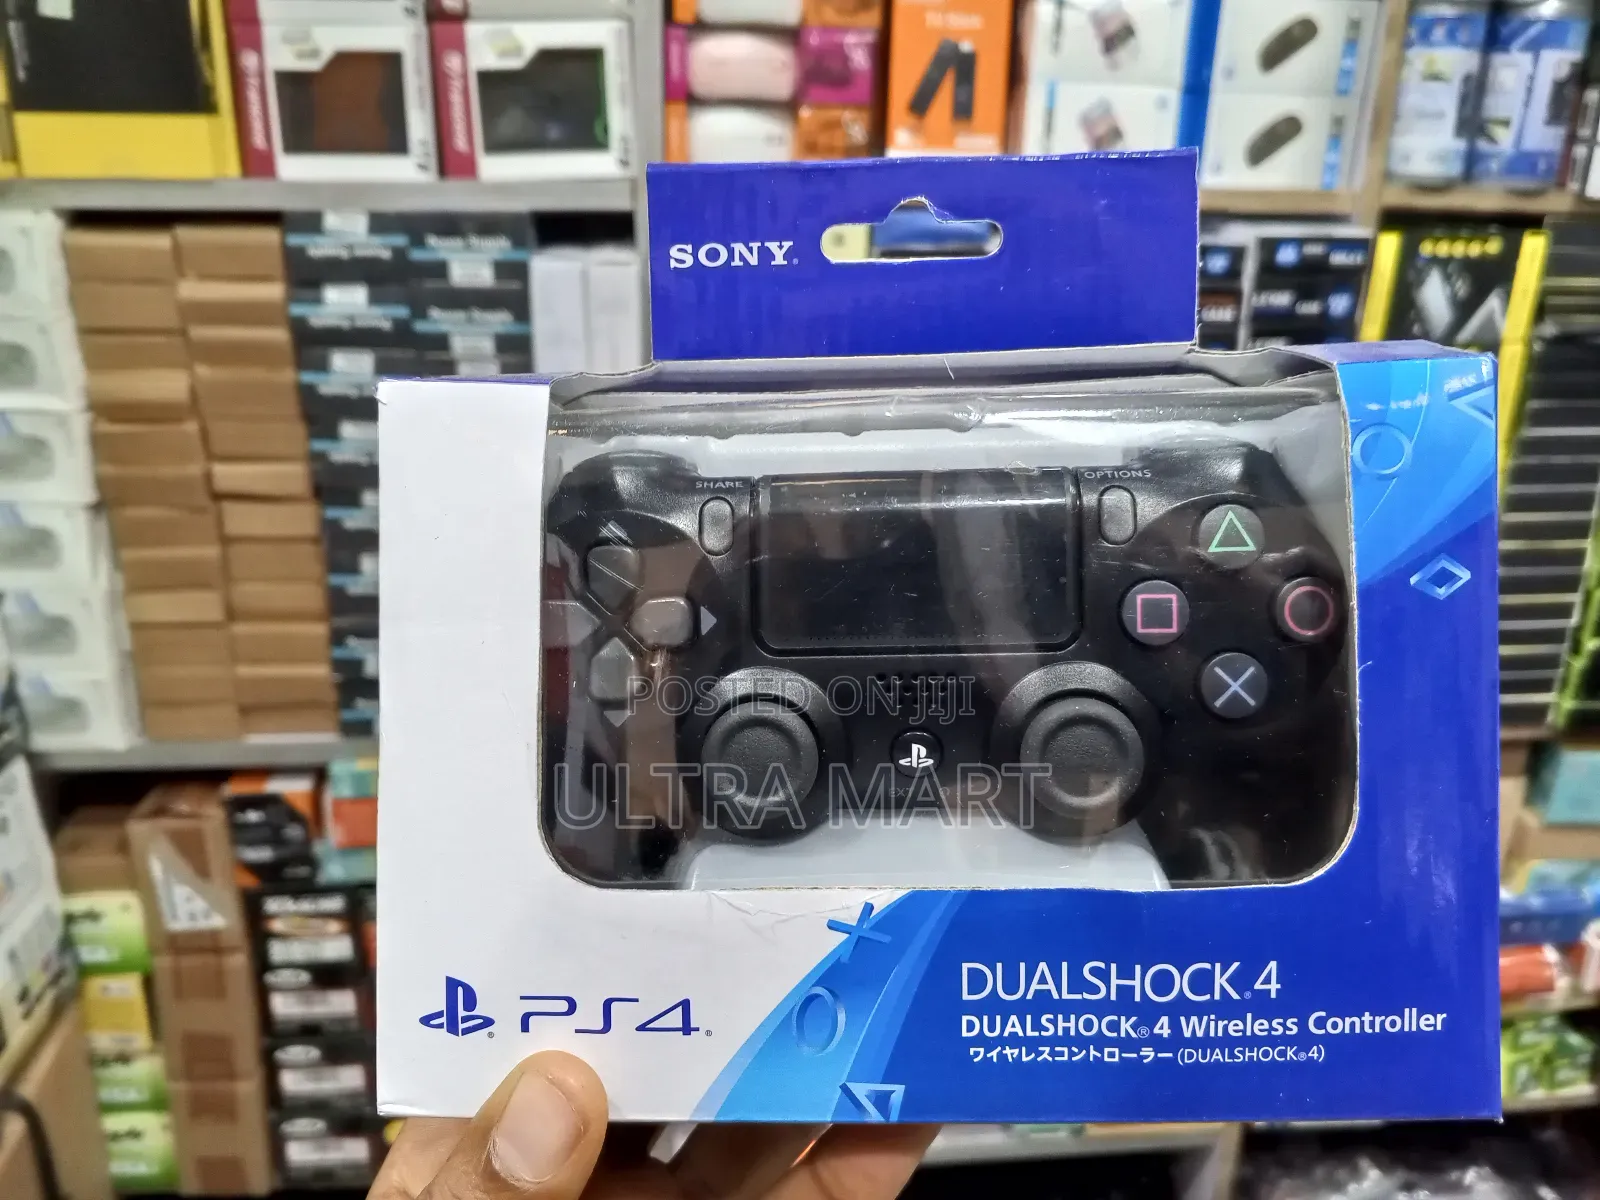 SONY
SHARE
OPTIONS
POSTED ON JIJI
ULTRA MART
PS4
DUALSHOCK®4
DUALSHOCK®4 Wireless Controller
ワイヤレスコントローラー(DUALSHOCK®4)